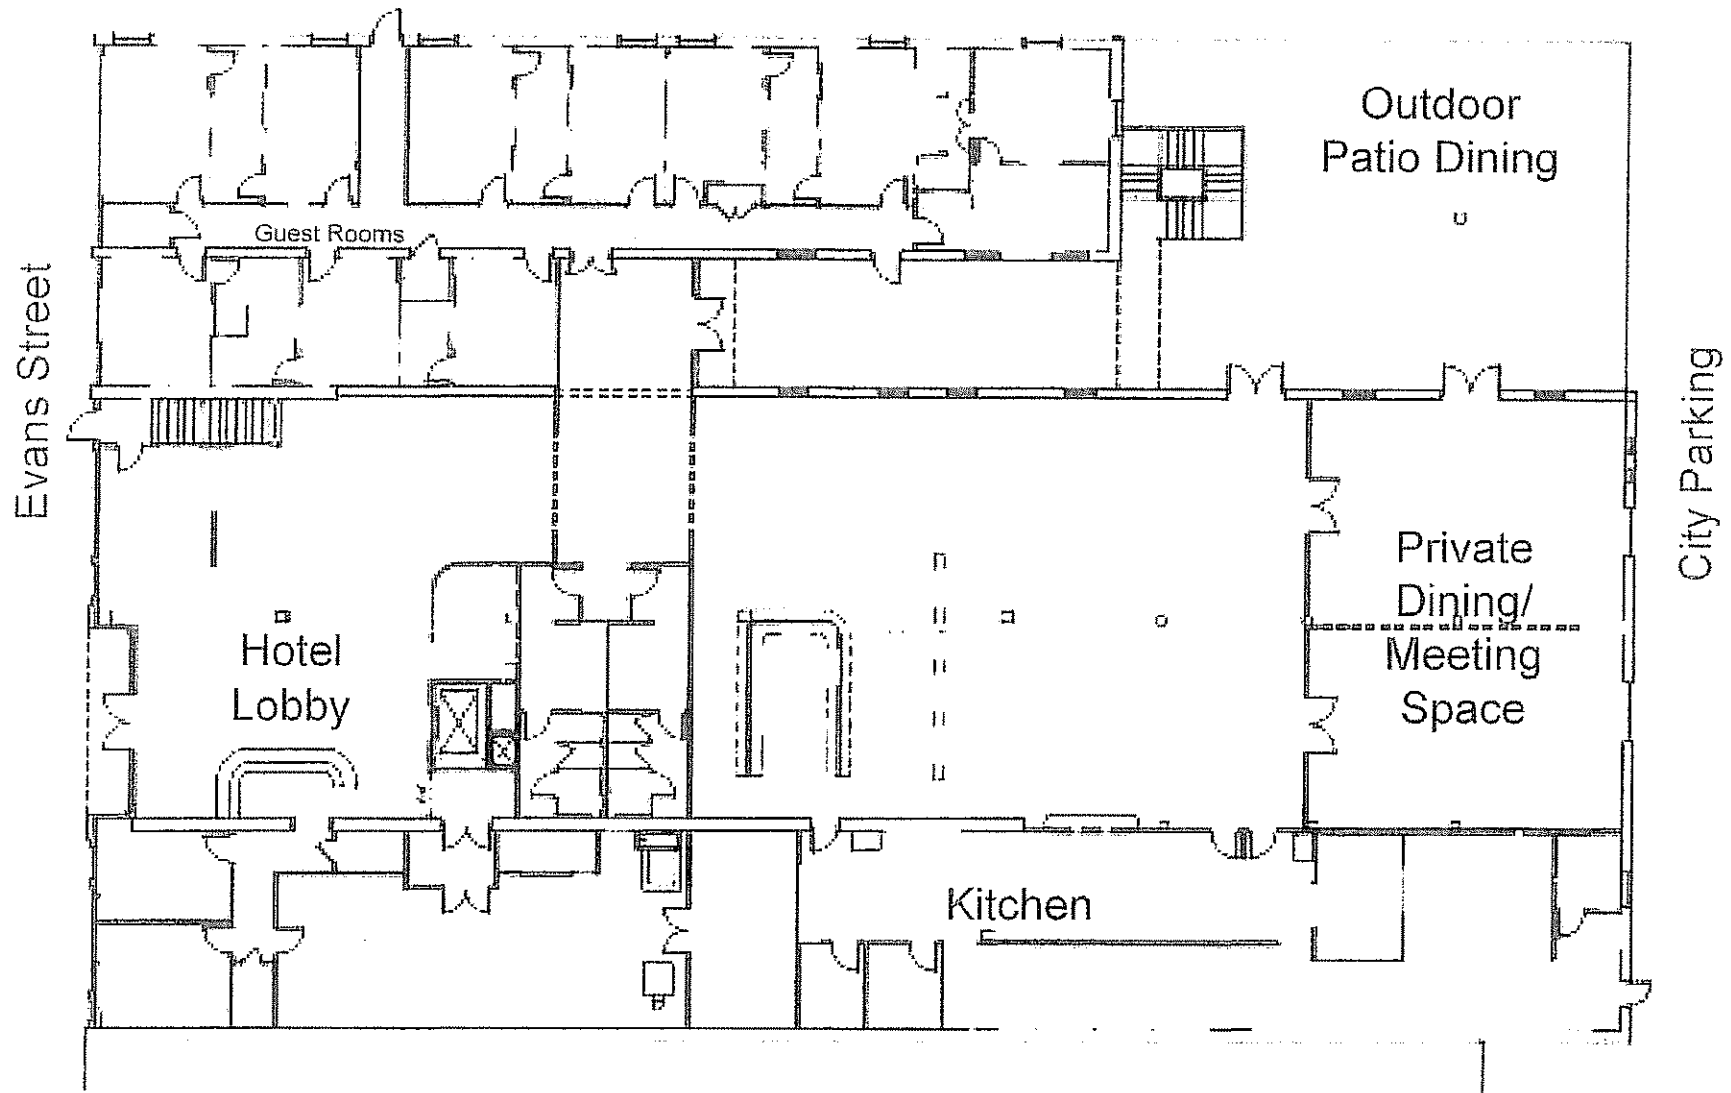 Outdoor
Patio Dining
Guest Rooms
Evans Street
City Parking
Private
Dining/
Meeting
Space
Hotel
Lobby
Kitchen